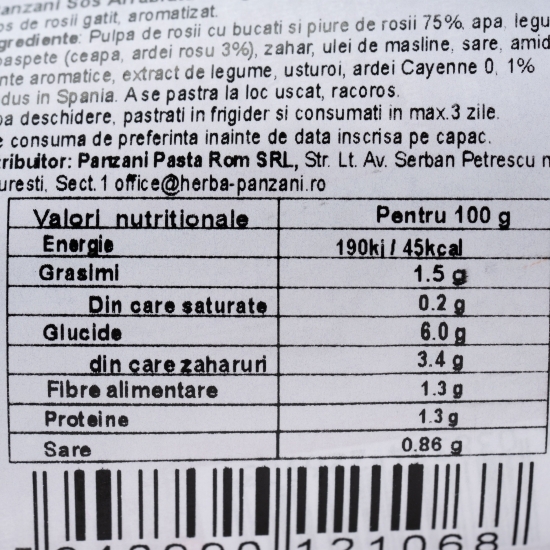 os de rosii gatit, aromatizat.
grediente: Pulpa de rosii cu bucati si piure de rosii 75%, apa, legu
oaspete (ceapa, ardei rosu 3%), zahar, ulei de masline, sare, amid
nte aromatice, extract de legume, usturoi, ardei Cayenne 0, 1%
dus in Spania. A se pastra la loc uscat, racoros.
pa deschidere, pastrati in frigider si consumati in max.3 zile.
e consuma de preferinta inainte de data inscrisa pe capac.
tribuitor: Panzani Pasta Rom SRL, Str. Lt. Av. Serban Petrescu n
uresti, Sect. 1 office@herba-panzani.ro
Valori nutritionale Pentru 100 g
Energie 190kj / 45kcal
Grasimi 1.5 g
Din care saturate 0.2 g
Glucide 6.0 g
din care zaharuri 3.4 g
Fibre alimentare 1.3 g
Proteine 1.3 g
Sare 0.86 g